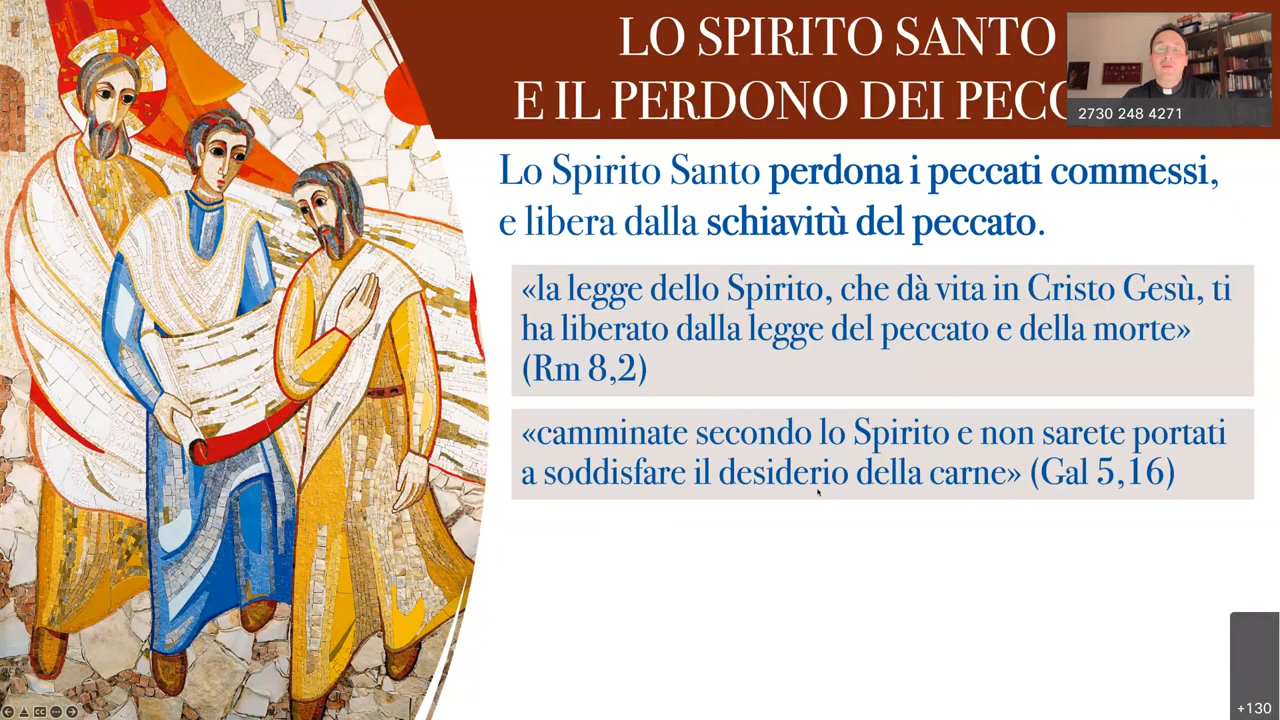 LO SPIRITO SANTO
E IL PERDONO DEI PECC
2730 248 4271
Lo Spirito Santo perdona i peccati commessi,
e libera dalla schiavitù del peccato.
«la legge dello Spirito, che dà vita in Cristo Gesù, ti
ha liberato dalla legge del peccato e della morte»
(Rm 8,2)
«camminate secondo lo Spirito e non sarete portati
a soddisfare il desiderio della carne» (Gal 5,16)
CC
+130